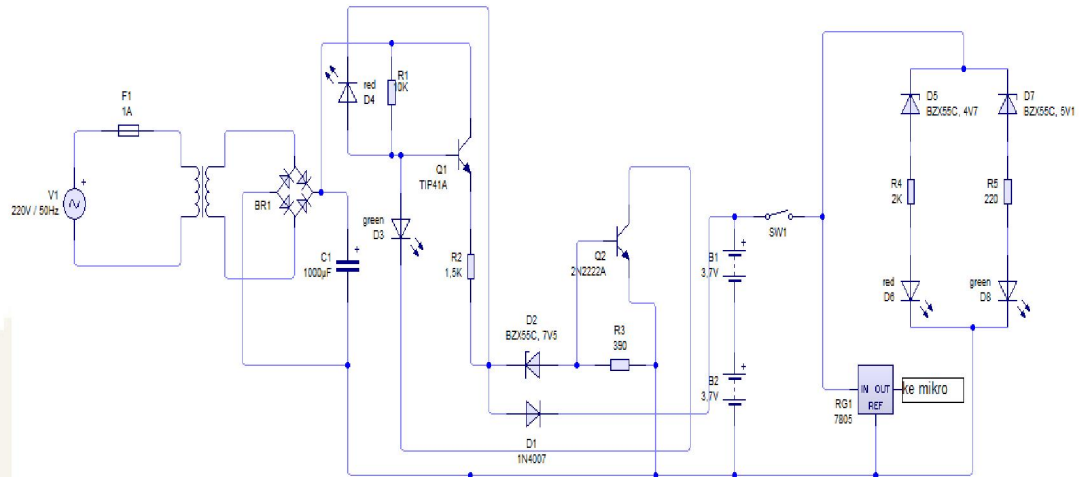 F1
1A
V1
220V / 50Hz
BR1
C1
1000µF
red
D4
R1
10K
Q1
TIP41A
green
D3
R2
1,5K
D2
BZX55C, 7V5
D1
1N4007
Q2
2N2222A
R3
390
B1
3,7V
B2
3,7V
SW1
D5
BZX55C, 4V7
D7
BZX55C, 5V1
R4
2K
R5
220
red
D6
green
D8
IN OUT
REF
RG1
7805
ke mikro